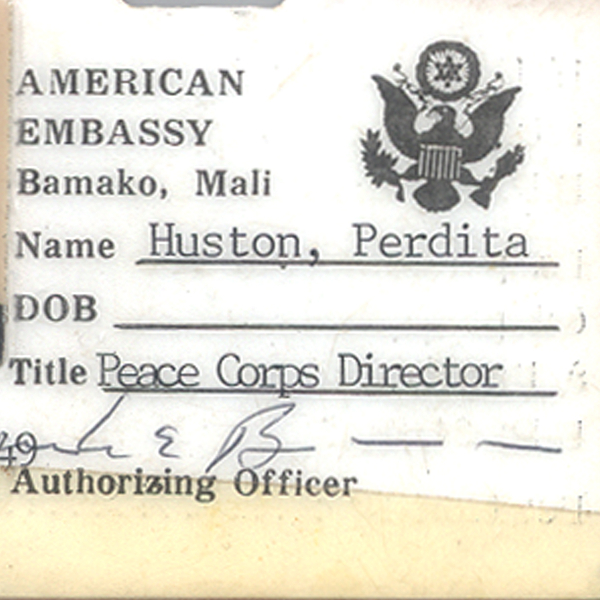 AMERICAN
EMBASSY
Bamako, Mali
Name Huston, Perdita
DOB
Title Peace Corps Director
Authorizing Officer